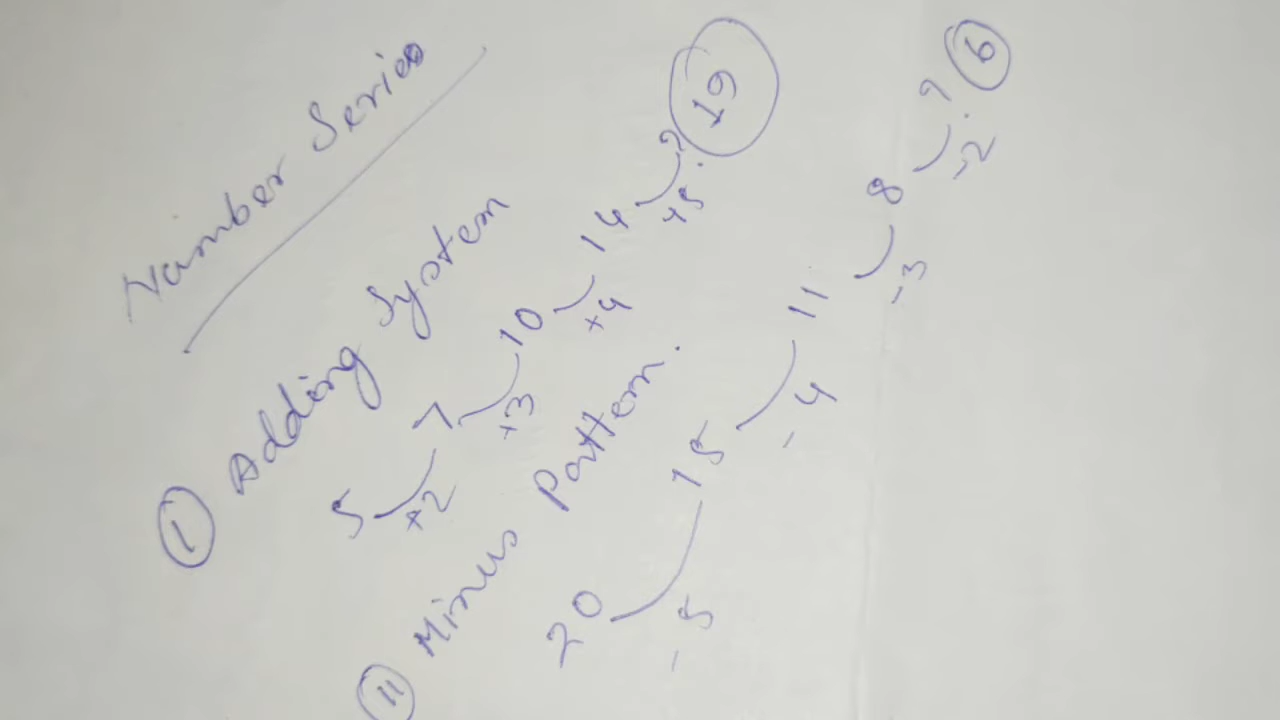 Number Series
① Adding System
5 7 10 14 ? 19
+2 +3 +4 +5
② Minus Pattern.
20 15 11 8 ? 6
-5 -4 -3 -2